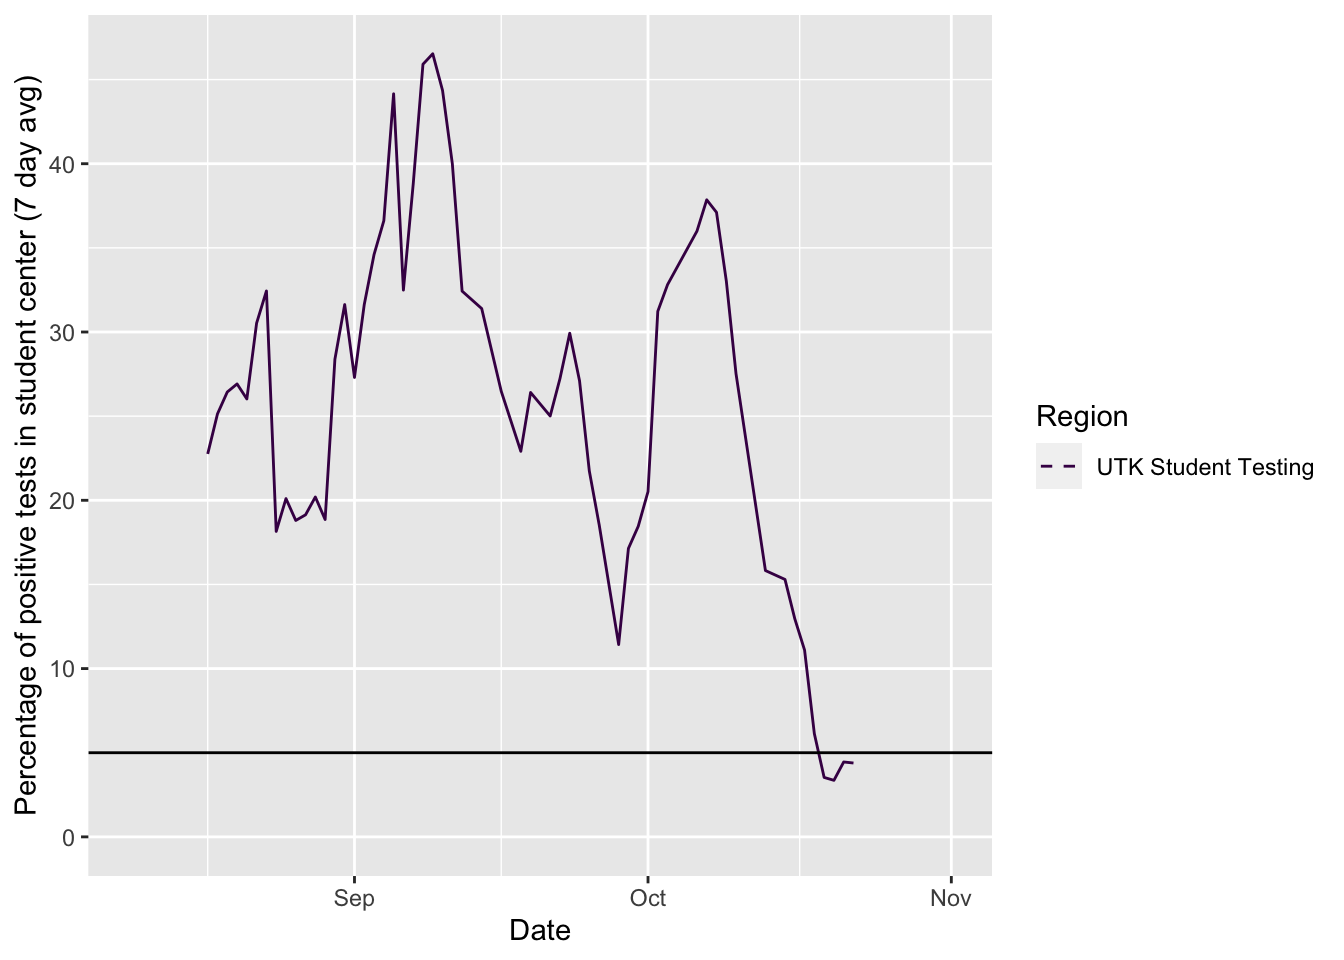 Percentage of positive tests in student center (7 day avg)
40
30
20
10
0
Sep
Oct
Nov
Date
Region
UTK Student Testing